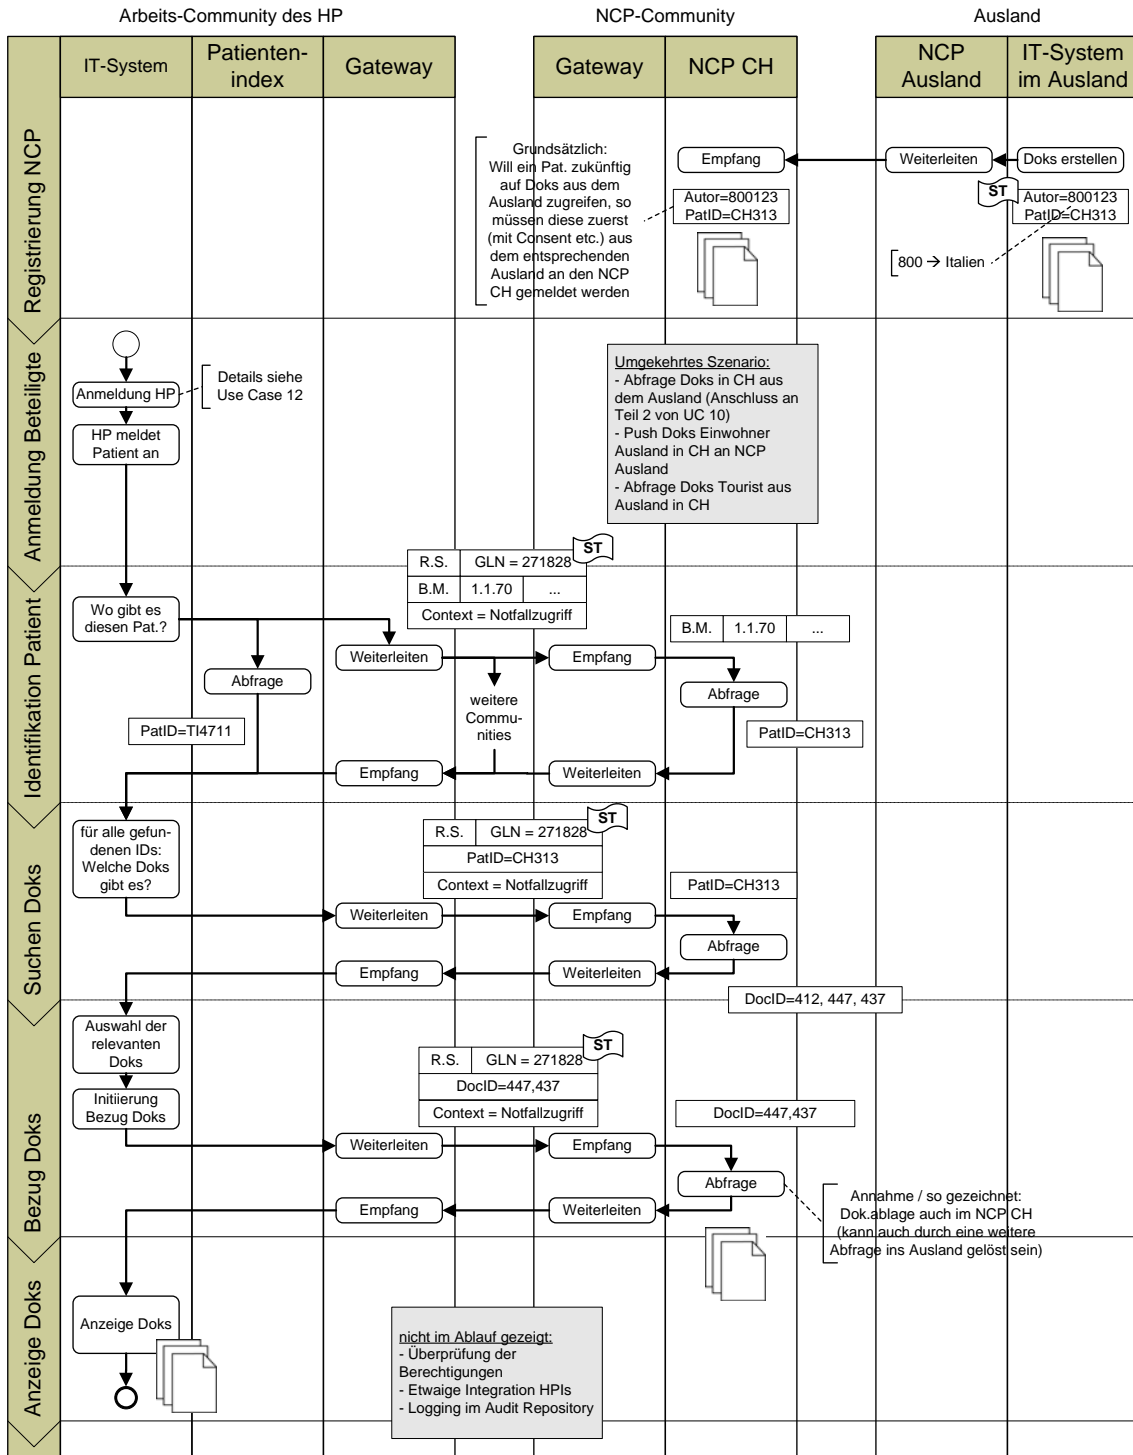 Arbeits-Community des HP
NCP-Community
Ausland
IT-System
Patienten-
index
Gateway
Gateway
NCP CH
NCP
Ausland
IT-System
im Ausland
Registrierung NCP
Grundsätzlich:
Will ein Pat. zukünftig
auf Doks aus dem
Ausland zugreifen, so
müssen diese zuerst
(mit Consent etc.) aus
dem entsprechenden
Ausland an den NCP
CH gemeldet werden
Empfang
Weiterleiten
Doks erstellen
Autor=800123
PatID=CH313
ST
Autor=800123
PatID=CH313
800 → Italien
Anmeldung Beteiligte
Anmeldung HP
Details siehe
Use Case 12
HP meldet
Patient an
Umgekehrtes Szenario:
- Abfrage Doks in CH aus
dem Ausland (Anschluss an
Teil 2 von UC 10)
- Push Doks Einwohner
Ausland in CH an NCP
Ausland
- Abfrage Doks Tourist aus
Ausland in CH
Identifikation Patient
ST
R.S. GLN = 271828
B.M. 1.1.70 ...
Context = Notfallzugriff
Wo gibt es
diesen Pat.?
B.M. 1.1.70 ...
Weiterleiten
Empfang
Abfrage
Abfrage
weitere
Commu-
nities
PatID=TI4711
PatID=CH313
Empfang
Weiterleiten
Suchen Doks
für alle gefun-
denen IDs:
Welche Doks
gibt es?
ST
R.S. GLN = 271828
PatID=CH313
Context = Notfallzugriff
PatID=CH313
Weiterleiten
Empfang
Abfrage
Empfang
Weiterleiten
DocID=412, 447, 437
Bezug Doks
Auswahl der
relevanten
Doks
Initiierung
Bezug Doks
ST
R.S. GLN = 271828
DocID=447,437
Context = Notfallzugriff
DocID=447,437
Weiterleiten
Empfang
Abfrage
Empfang
Weiterleiten
Annahme / so gezeichnet:
Dok.ablage auch im NCP CH
(kann auch durch eine weitere
Abfrage ins Ausland gelöst sein)
Anzeige Doks
Anzeige Doks
nicht im Ablauf gezeigt:
- Überprüfung der
Berechtigungen
- Etwaige Integration HPIs
- Logging im Audit Repository